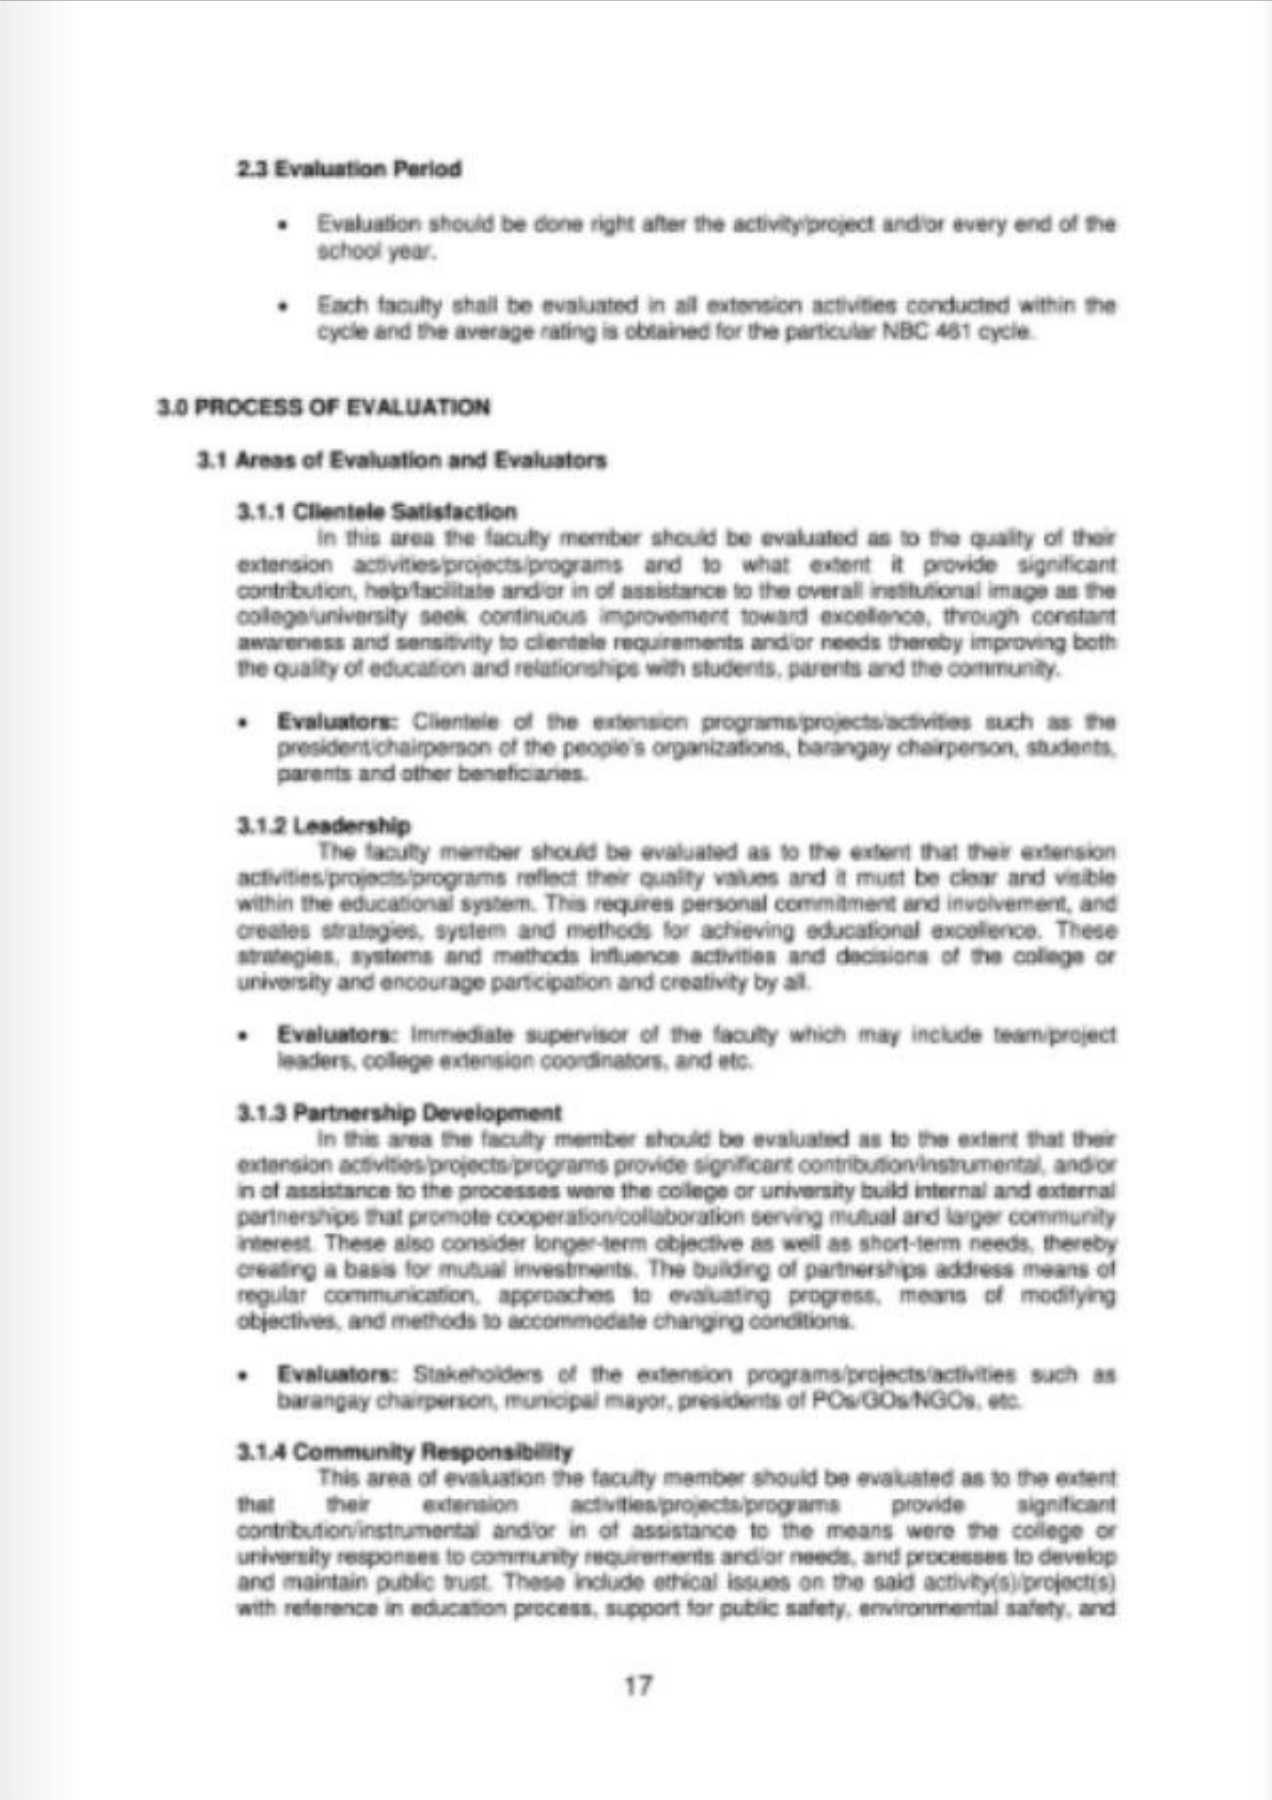 2.3 Evaluation Period
• Evaluation should be done right after the activity/project and/or every end of the
school year.
• Each faculty shall be evaluated in all extension activities conducted within the
cycle and the average rating is obtained for the particular NBC 461 cycle.
3.0 PROCESS OF EVALUATION
3.1 Areas of Evaluation and Evaluators
3.1.1 Clientele Satisfaction
In this area the faculty member should be evaluated as to the quality of their
extension activities/projects/programs and to what extent it provide significant
contribution, help/facilitate and/or in of assistance to the overall institutional image as the
college/university seek continuous improvement toward excellence, through constant
awareness and sensitivity to clientele requirements and/or needs thereby improving both
the quality of education and relationships with students, parents and the community.
• Evaluators: Clientele of the extension programs/projects/activities such as the
president/chairperson of the people's organizations, barangay chairperson, students,
parents and other beneficiaries.
3.1.2 Leadership
The faculty member should be evaluated as to the extent that their extension
activities/projects/programs reflect their quality values and it must be clear and visible
within the educational system. This requires personal commitment and involvement, and
creates strategies, system and methods for achieving educational excellence. These
strategies, systems and methods influence activities and decisions of the college or
university and encourage participation and creativity by all.
• Evaluators: Immediate supervisor of the faculty which may include team/project
leaders, college extension coordinators, and etc.
3.1.3 Partnership Development
In this area the faculty member should be evaluated as to the extent that their
extension activities/projects/programs provide significant contribution/instrumental, and/or
in of assistance to the processes were the college or university build internal and external
partnerships that promote cooperation/collaboration serving mutual and larger community
interest. These also consider longer-term objective as well as short-term needs, thereby
creating a basis for mutual investments. The building of partnerships address means of
regular communication, approaches to evaluating progress, means of modifying
objectives, and methods to accommodate changing conditions.
• Evaluators: Stakeholders of the extension programs/projects/activities such as
barangay chairperson, municipal mayor, presidents of POs/GOs/NGOs, etc.
3.1.4 Community Responsibility
This area of evaluation the faculty member should be evaluated as to the extent
that their extension activities/projects/programs provide significant
contribution/instrumental and/or in of assistance to the means were the college or
university responses to community requirements and/or needs, and processes to develop
and maintain public trust. These include ethical issues on the said activity(s)/project(s)
with reference in education process, support for public safety, environmental safety, and
17